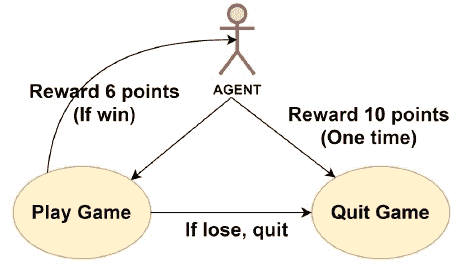 AGENT
Reward 6 points
(If win)
Reward 10 points
(One time)
Play Game
If lose, quit
Quit Game